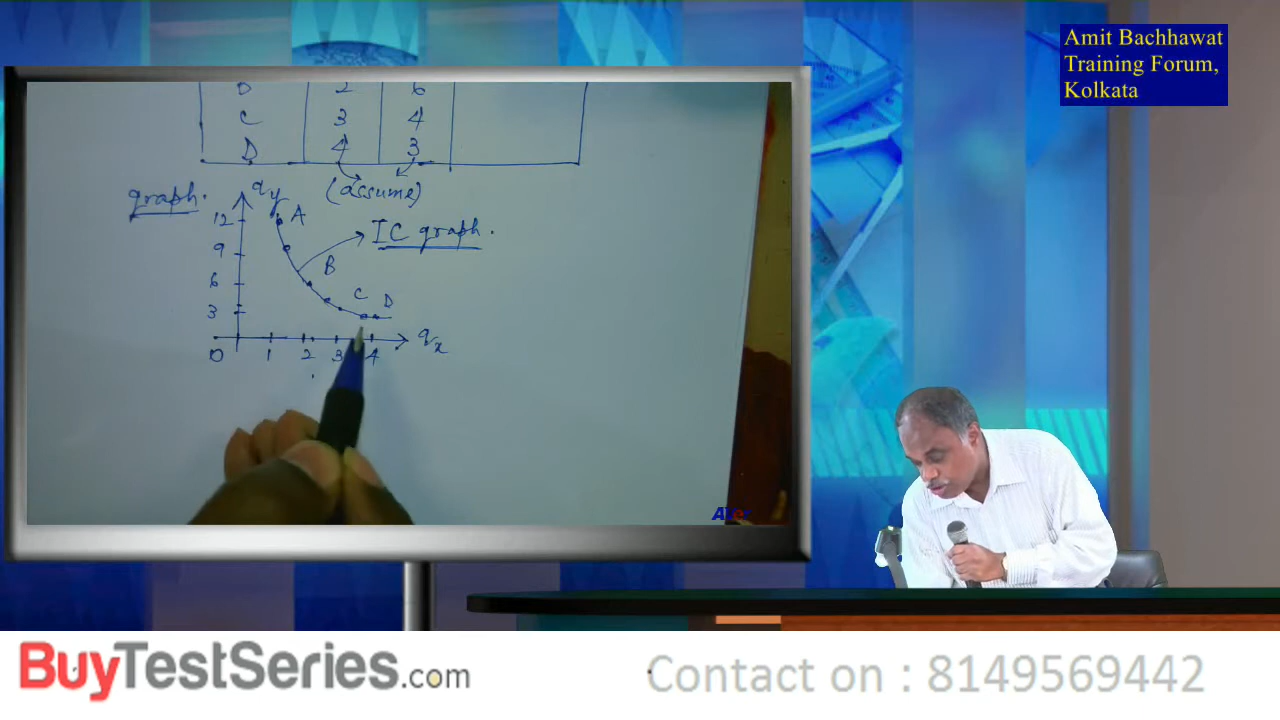 Amit Bachhawat
Training Forum,
Kolkata
2 6
C 3 4
D 4 3
(assume)
graph.
qy
12 A
IC graph.
9
B
6
C D
3
qx
0 1 2 3 4
BuyTestSeries.com
Contact on : 8149569442